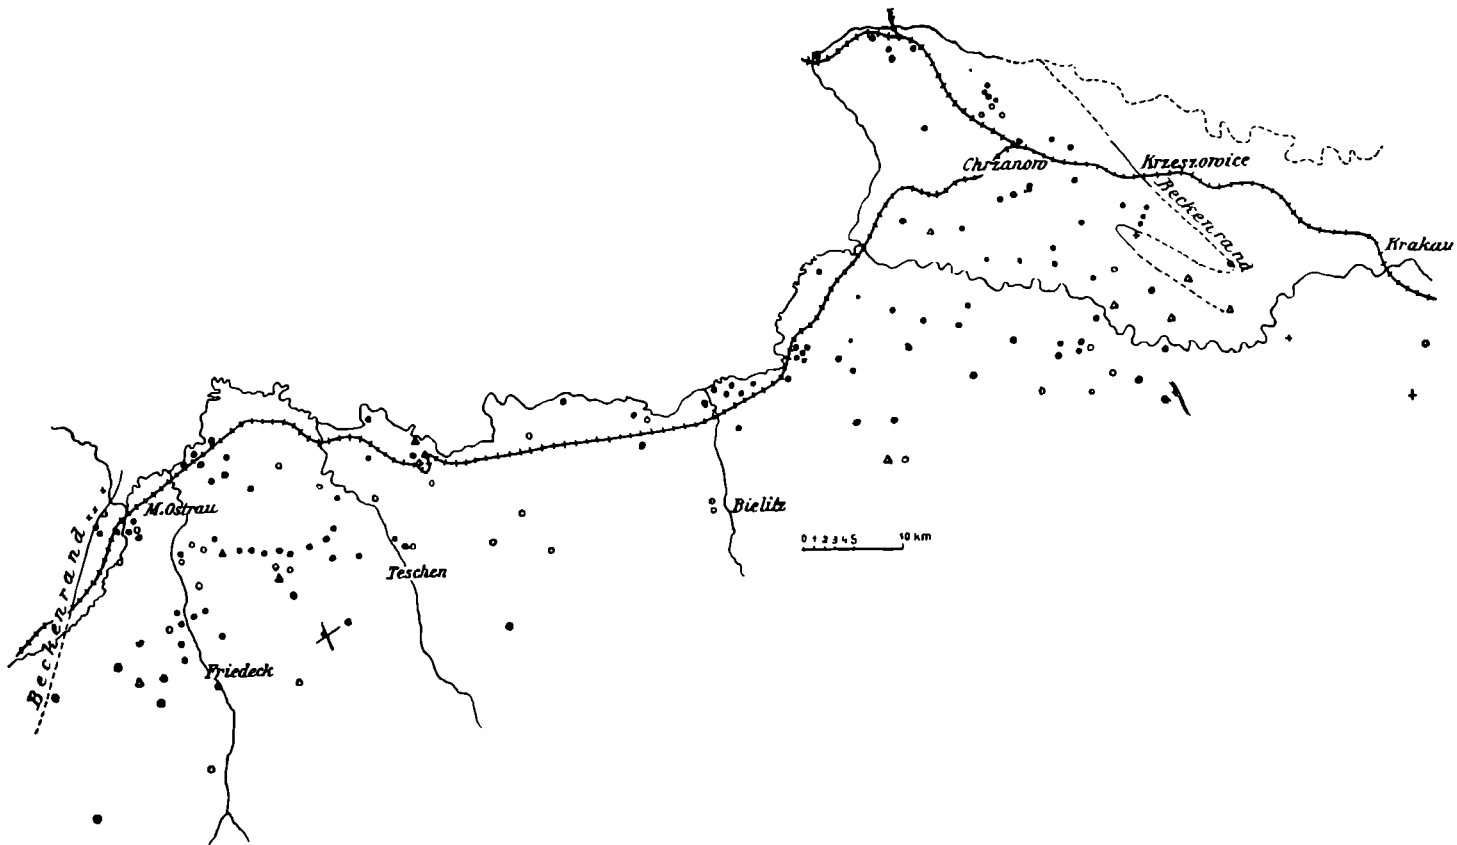 Chrzanow
Krzeszowice
Beckenrand
Krakau
M. Ostrau
Bielitz
0 1 2 3 4 5 10 km
Teschen
Beckenrand
Friedeck